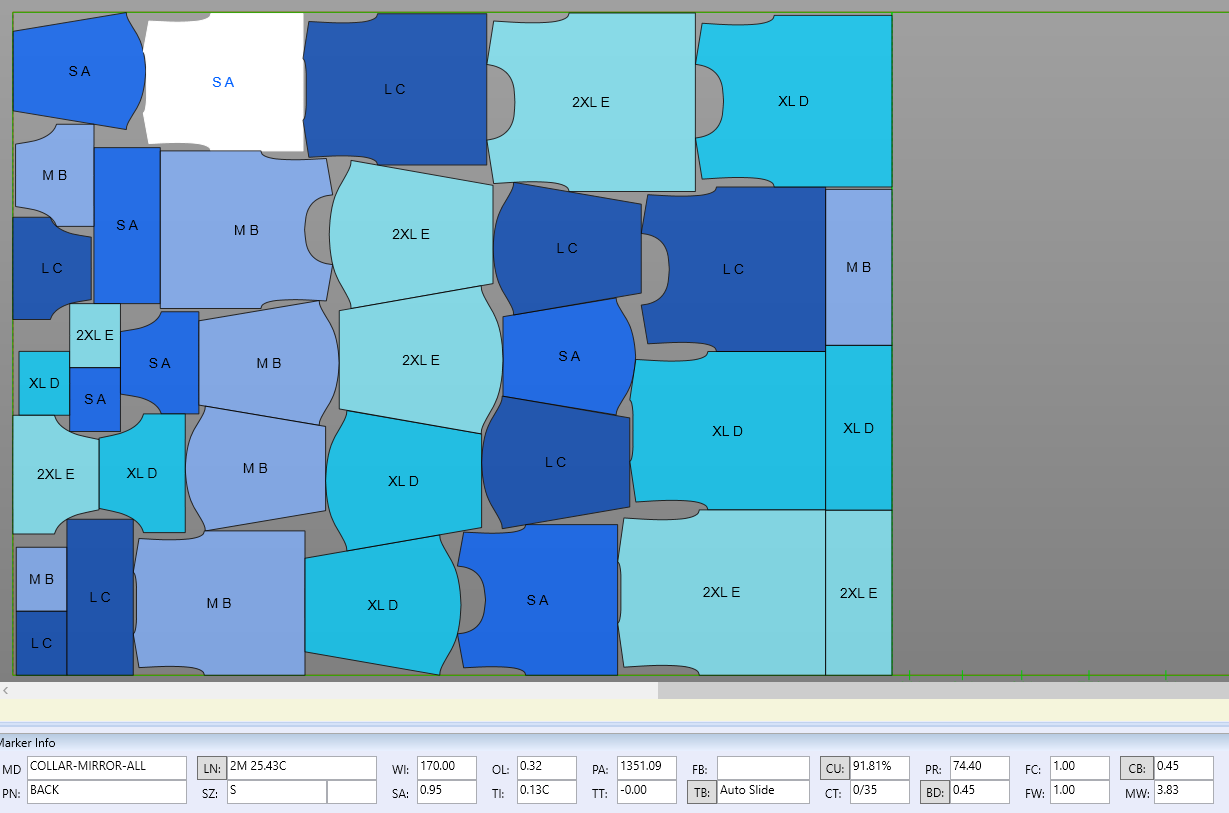 S A
S A
L C
2XL E
XL D
M B
S A
M B
2XL E
L C
L C
M B
L C
2XL E
S A
M B
2XL E
S A
XL D
S A
XL D
XL D
2XL E
XL D
M B
XL D
L C
M B
L C
M B
XL D
S A
2XL E
2XL E
L C
Marker Info
MD COLLAR-MIRROR-ALL LN: 2M 25.43C WI: 170.00 OL: 0.32 PA: 1351.09 FB: CU: 91.81% PR: 74.40 FC: 1.00 CB: 0.45
PN: BACK SZ: S SA: 0.95 TI: 0.13C TT: -0.00 TB: Auto Slide CT: 0/35 BD: 0.45 FW: 1.00 MW: 3.83